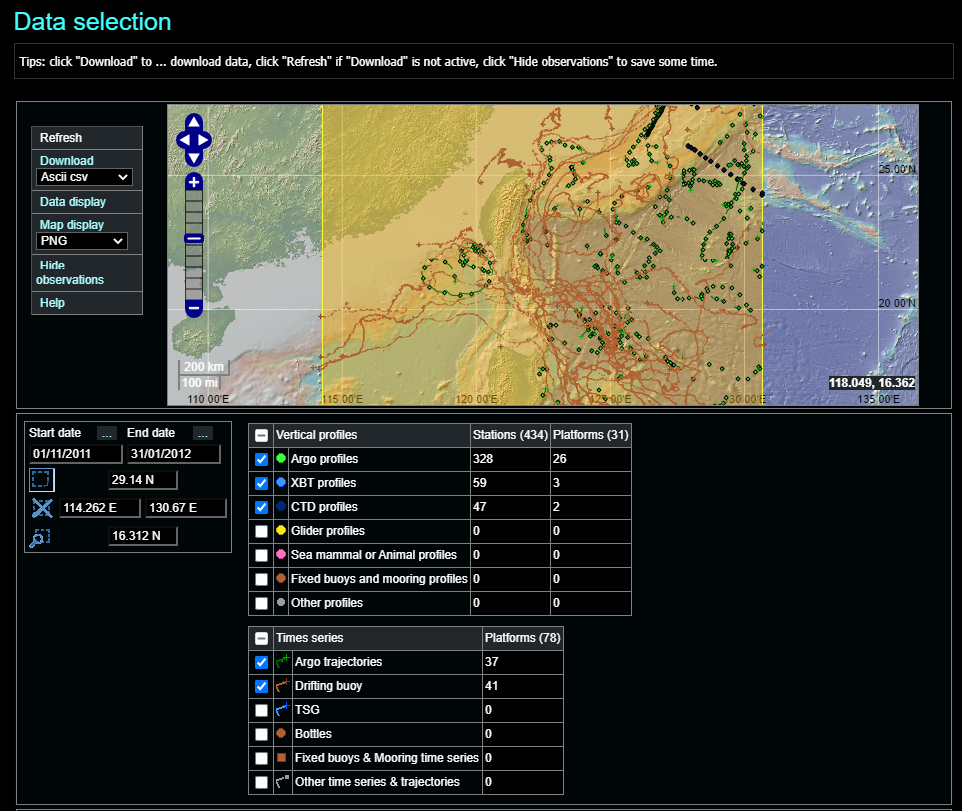 Data selection
Tips: click "Download" to ... download data, click "Refresh" if "Download" is not active, click "Hide observations" to save some time.
Refresh
Download
Ascii csv
Data display
Map display
PNG
Hide
observations
Help
+
25 00'N
20 00'N
200 km
100 mi
118.049, 16.362
110 00'E
115 00'E
120 00'E
125 00'E
130 00'E
135 00'E
Start date
...
End date
...
01/11/2011
31/01/2012
29.14 N
114.262 E
130.67 E
16.312 N
Vertical profiles Stations (434) Platforms (31)
Argo profiles 328 26
XBT profiles 59 3
CTD profiles 47 2
Glider profiles 0 0
Sea mammal or Animal profiles 0 0
Fixed buoys and mooring profiles 0 0
Other profiles 0 0
Times series Platforms (78)
Argo trajectories 37
Drifting buoy 41
TSG 0
Bottles 0
Fixed buoys & Mooring time series 0
Other time series & trajectories 0